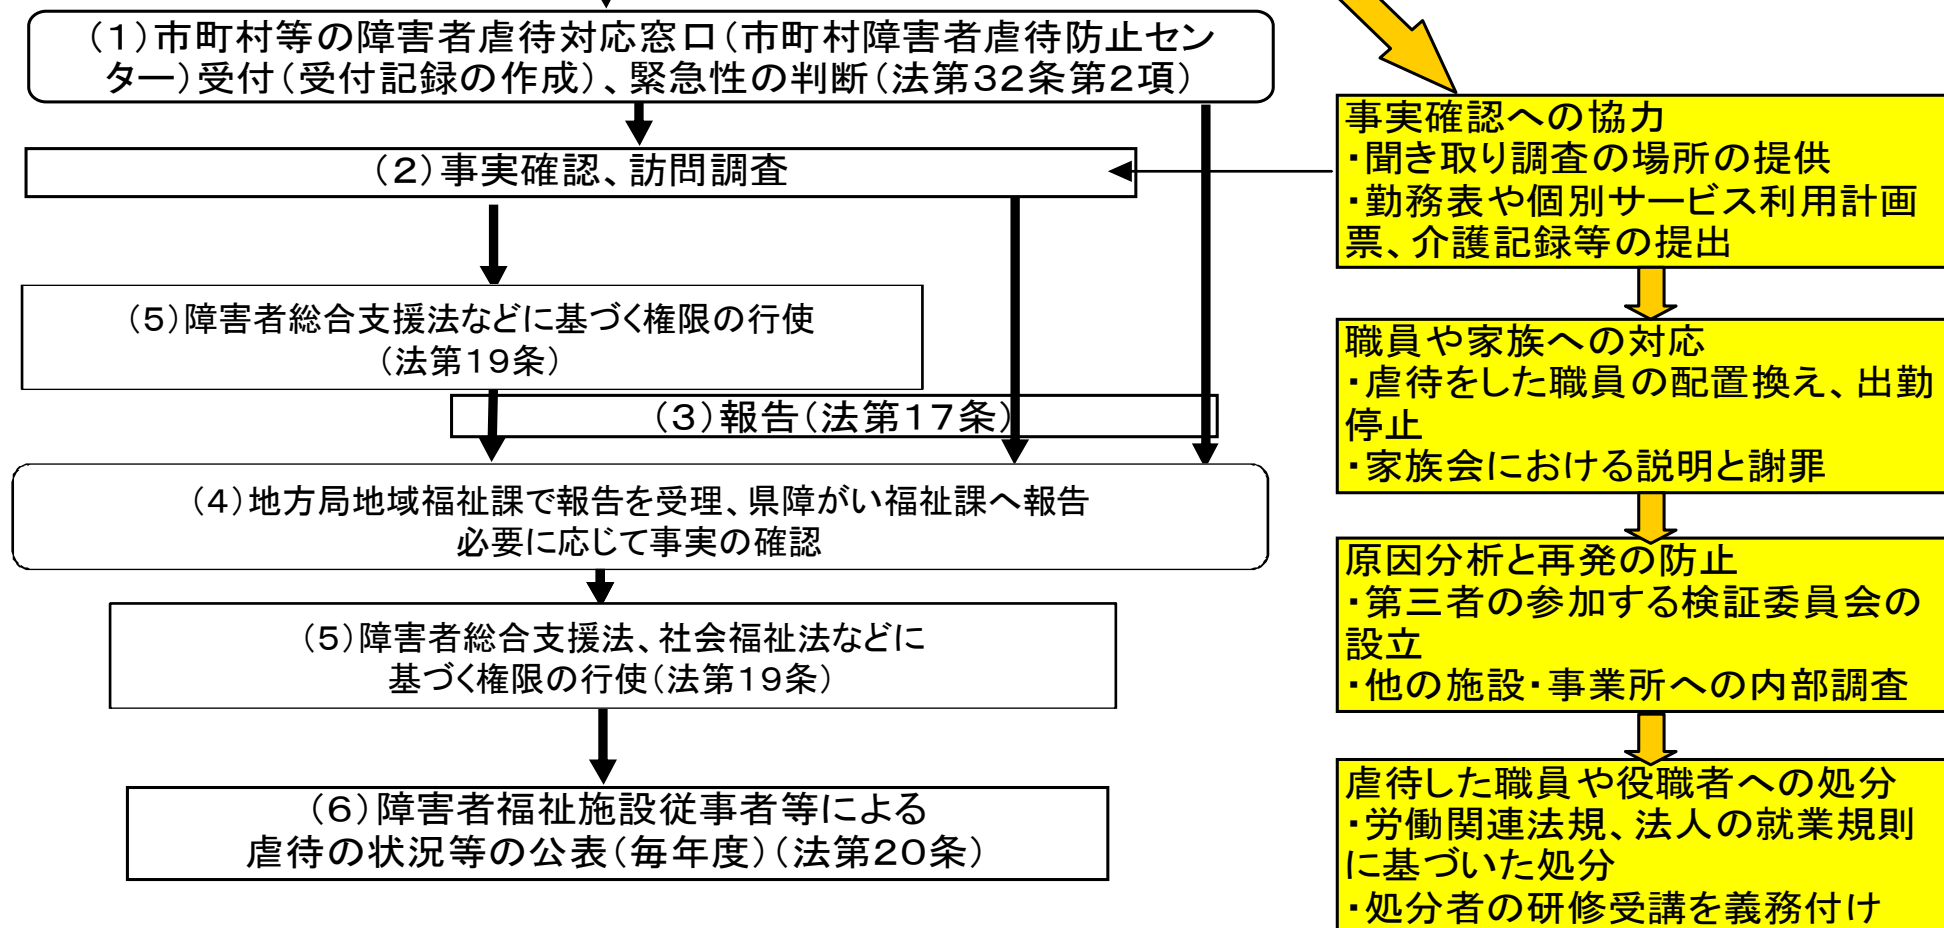 (1)市町村等の障害者虐待対応窓口(市町村障害者虐待防止セン
ター)受付(受付記録の作成)、緊急性の判断(法第32条第2項)
(2)事実確認、訪問調査
(5)障害者総合支援法などに基づく権限の行使
(法第19条)
(3)報告(法第17条)
(4)地方局地域福祉課で報告を受理、県障がい福祉課へ報告
必要に応じて事実の確認
(5)障害者総合支援法、社会福祉法などに
基づく権限の行使(法第19条)
(6)障害者福祉施設従事者等による
虐待の状況等の公表(毎年度)(法第20条)
事実確認への協力
・聞き取り調査の場所の提供
・勤務表や個別サービス利用計画
票、介護記録等の提出
職員や家族への対応
・虐待をした職員の配置換え、出勤
停止
・家族会における説明と謝罪
原因分析と再発の防止
・第三者の参加する検証委員会の
設立
・他の施設・事業所への内部調査
虐待した職員や役職者への処分
・労働関連法規、法人の就業規則
に基づいた処分
・処分者の研修受講を義務付け